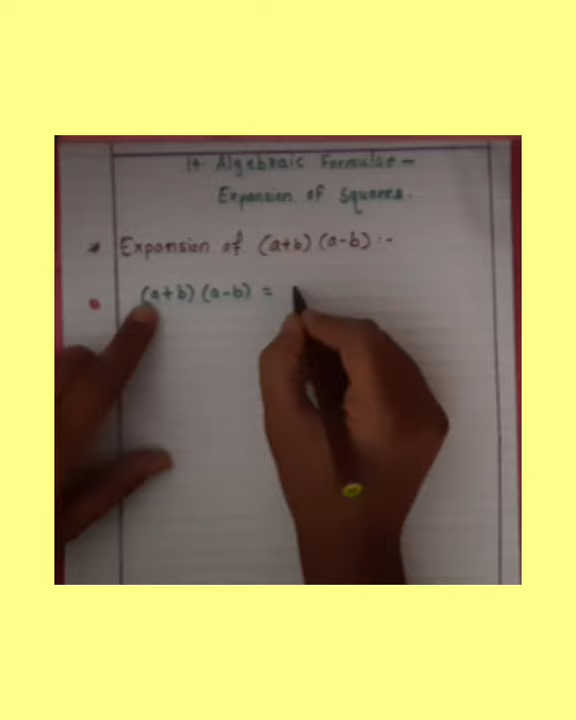 14. Algebraic Formulae -
Expansion of Squares.
* Expansion of (a+b) (a-b) :-
(a+b) (a-b) =